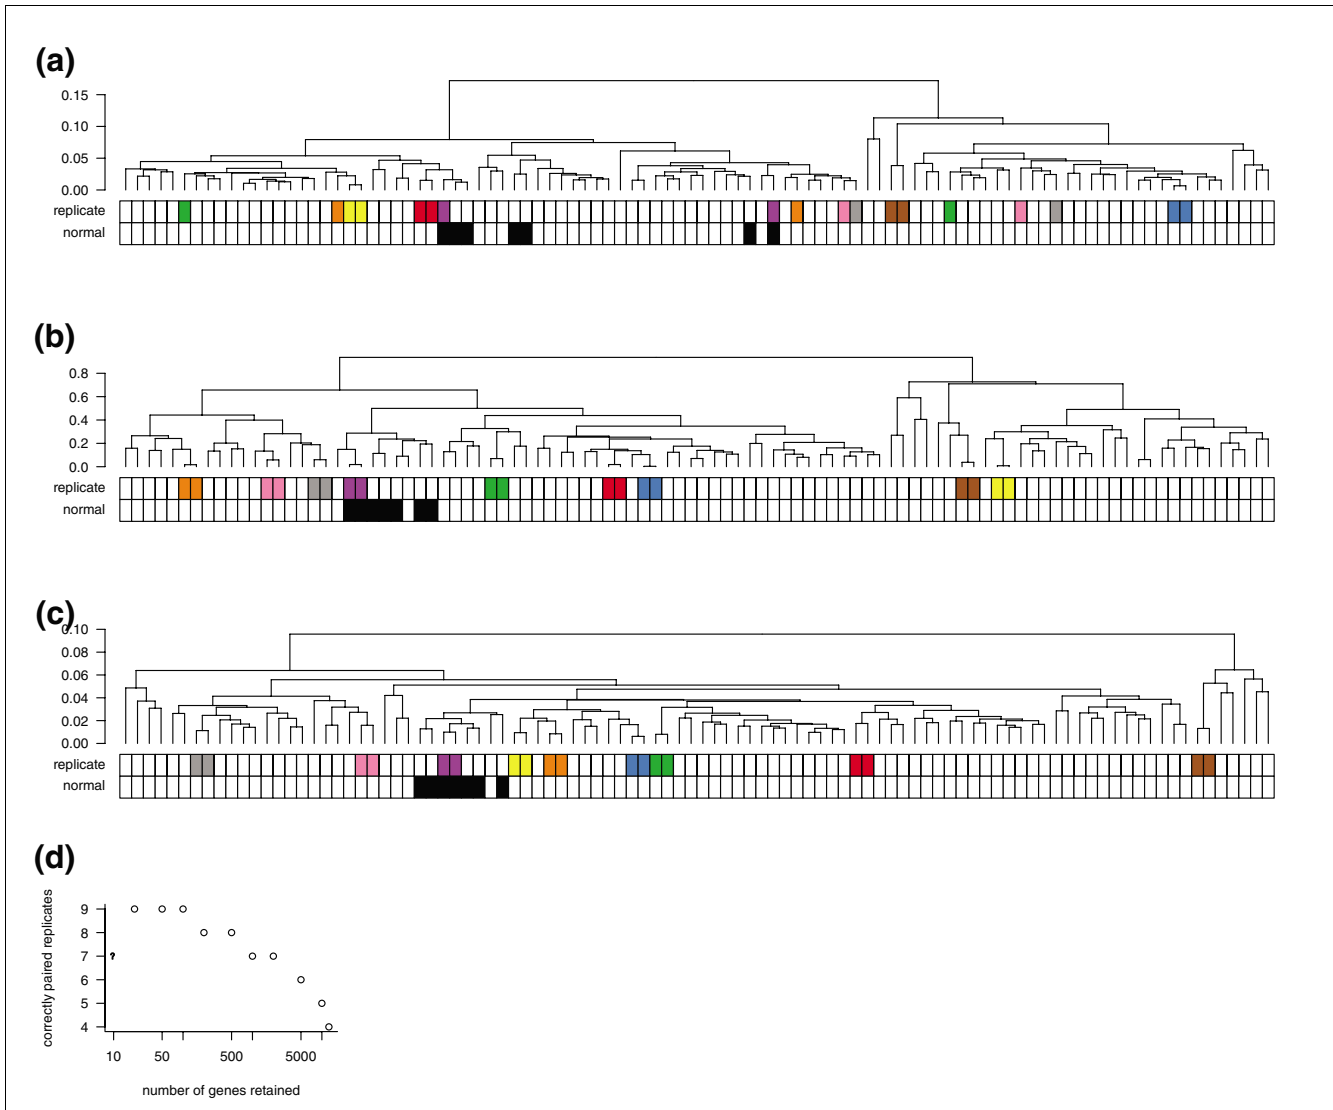 (a)
0.15
0.10
0.05
0.00
replicate
normal
(b)
0.8
0.6
0.4
0.2
0.0
replicate
normal
(c)
0.10
0.08
0.06
0.04
0.02
0.00
replicate
normal
(d)
correctly paired replicates
9
8
7
6
5
4
?
10 50 500 5000
number of genes retained